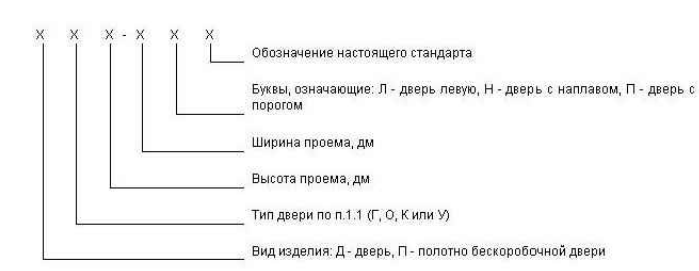 Х Х Х - Х Х Х
Обозначение настоящего стандарта
Буквы, означающие: Л - дверь левую, Н - дверь с наплавом, П - дверь с
порогом
Ширина проема, дм
Высота проема, дм
Тип двери по п.1.1 (Г, О, К или У)
Вид изделия: Д - дверь, П - полотно бескоробочной двери